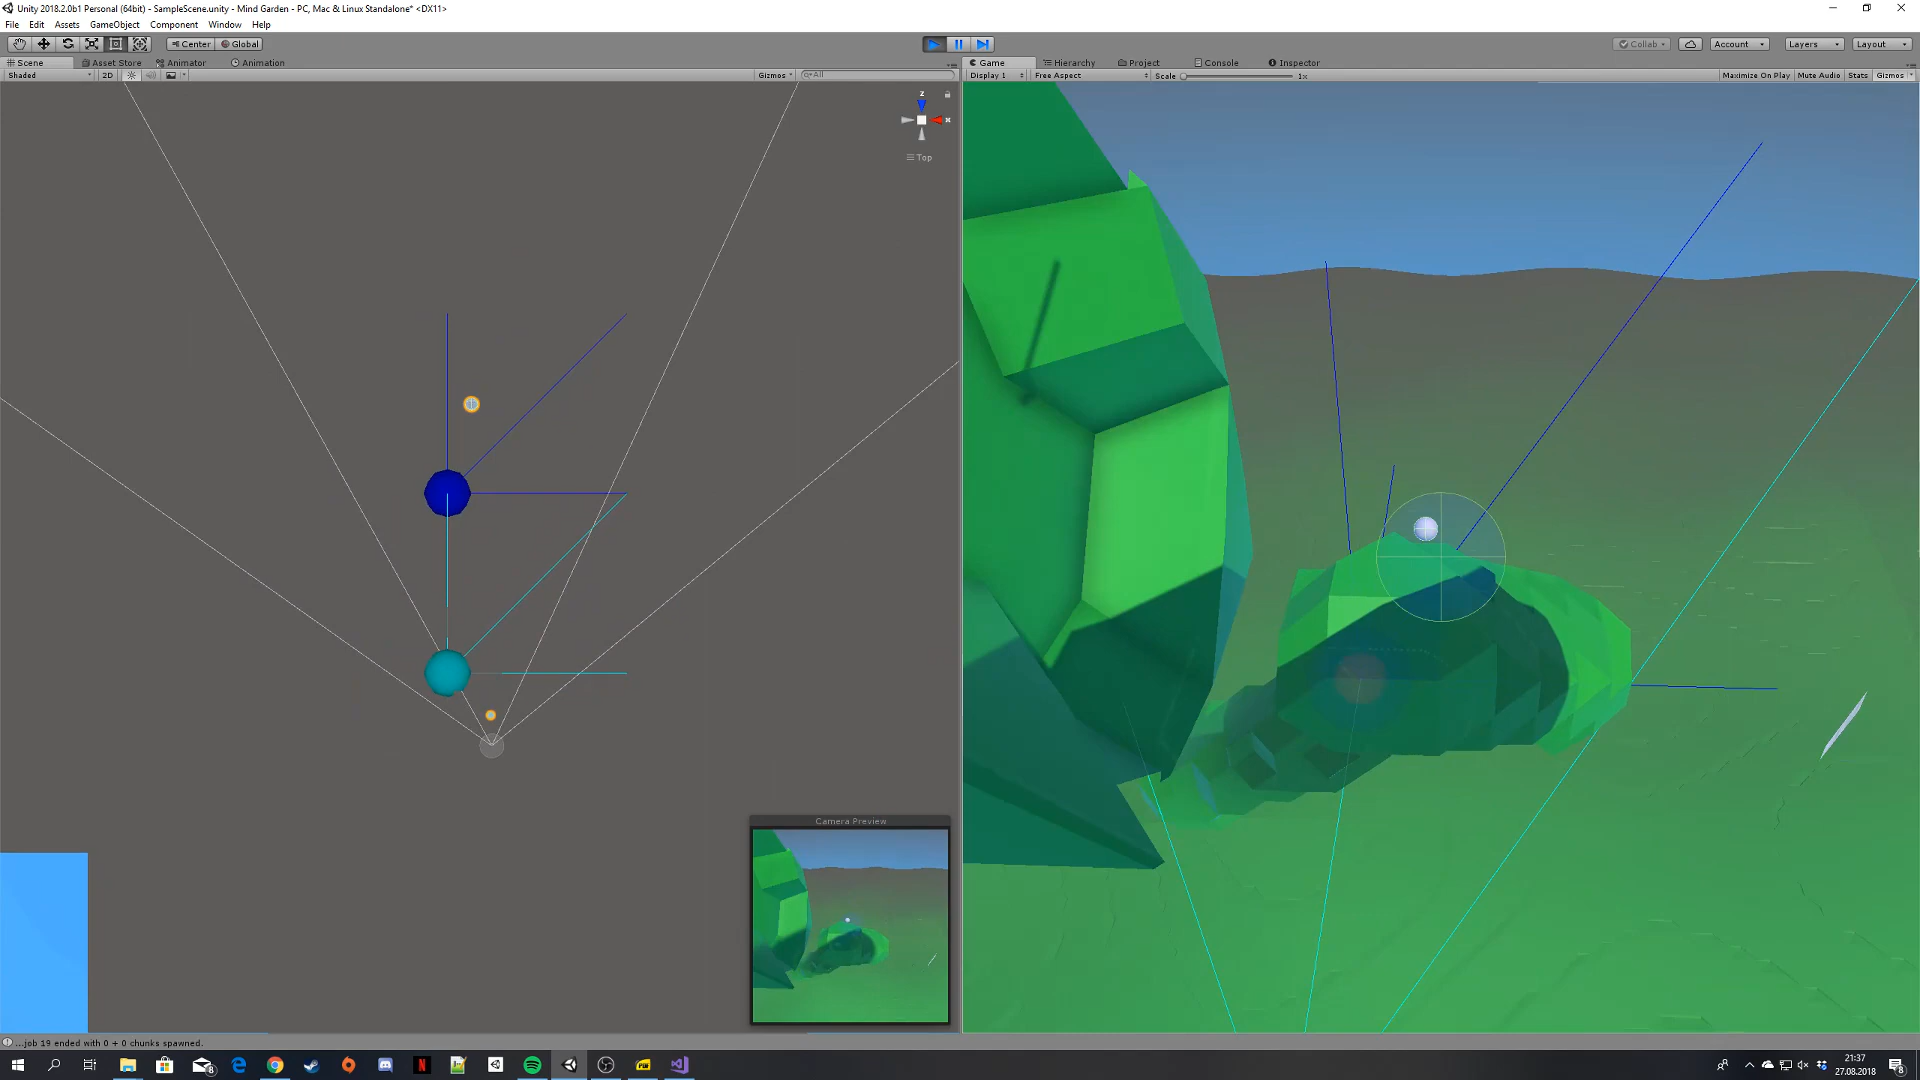 Unity 2018.2.0b1 Personal (64bit) - SampleScene.unity - Mind Garden - PC, Mac & Linux Standalone* <DX11>
File Edit Assets GameObject Component Window Help
Center Global Collab Account Layers Layout
Scene Asset Store Animator Animation Game Hierarchy Project Console Inspector
Shaded 2D Gizmos All Display 1 Free Aspect Scale 1x Maximize On Play Mute Audio Stats Gizmos
z
x
Top
Camera Preview
...job 19 ended with 0 + 0 chunks spawned.
21:37
27.08.2018